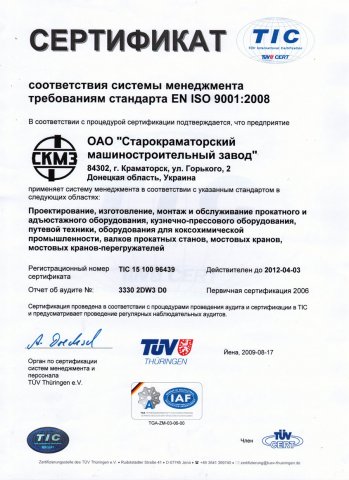 СЕРТИФИКАТ
TIC
TÜV International Certification
TÜV CERT
соответствия системы менеджмента
требованиям стандарта EN ISO 9001:2008
В соответствии с процедурой сертификации подтверждается, что предприятие
СКМЗ
ОАО "Старокраматорский
машиностроительный завод"
84302, г. Краматорск, ул. Горького, 2
Донецкая область, Украина
применяет систему менеджмента в соответствии с указанным стандартом в
следующих областях:
Проектирование, изготовление, монтаж и обслуживание прокатного и
адъюстажного оборудования, кузнечно-прессового оборудования,
путевой техники, оборудования для коксохимической
промышленности, валков прокатных станов, мостовых кранов,
мостовых кранов-перегружателей
Регистрационный номер
сертификата
TIC 15 100 96439
Действителен до 2012-04-03
Отчет об аудите №:
3330 2DW3 D0
Первичная сертификация 2006
Сертификация проведена в соответствии с процедурами проведения аудита и сертификации в TIC
и предусматривает проведение регулярных наблюдательных аудитов.
Орган по сертификации
систем менеджмента и
персонала
TÜV Thüringen e.V.
TÜV
THÜRINGEN
Йена, 2009-08-17
IAF
TGA-ZM-03-06-00
TIC
Член
TÜV
CERT
Zertifizierungsstelle des TÜV Thüringen e.V. • Rudolstädter Straße 41 • D-07745 Jena